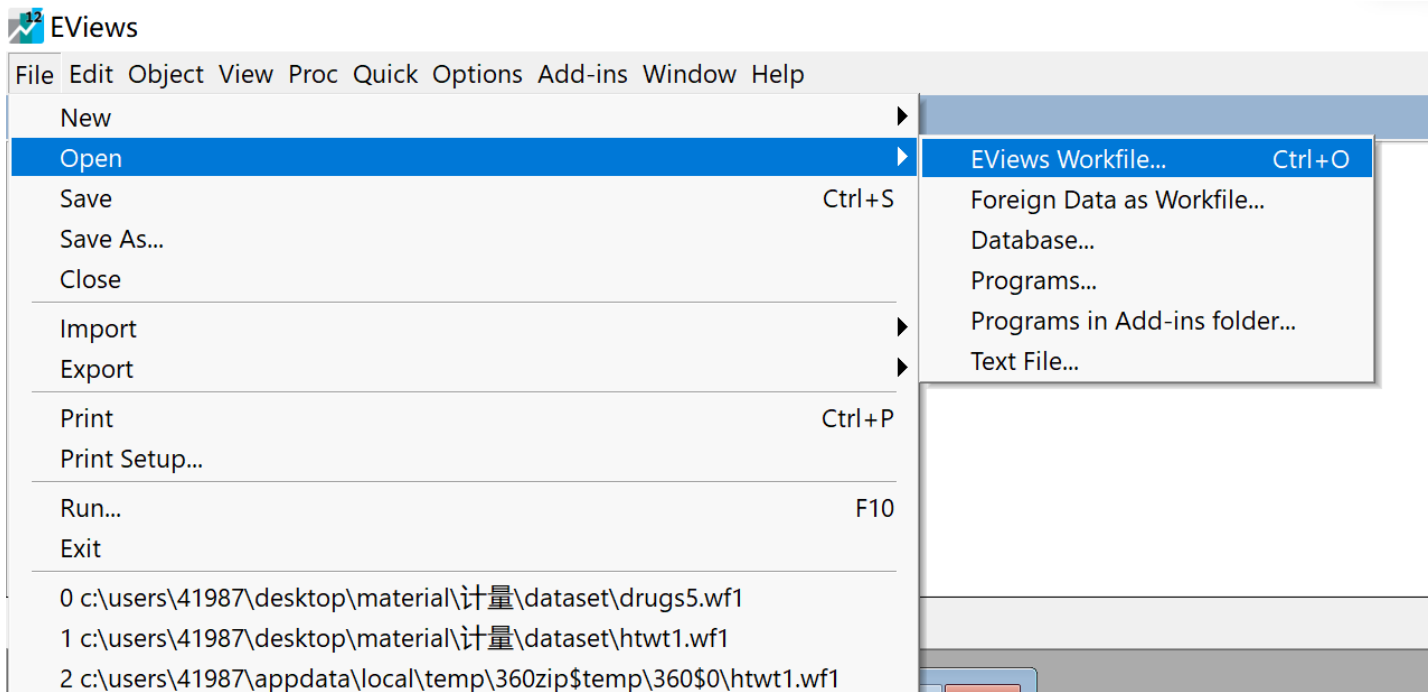 12 EViews
File Edit Object View Proc Quick Options Add-ins Window Help
New
Open
Save Ctrl+S
Save As...
Close
Import
Export
Print Ctrl+P
Print Setup...
Run... F10
Exit
0 c:\users\41987\desktop\material\计量\dataset\drugs5.wf1
1 c:\users\41987\desktop\material\计量\dataset\htwt1.wf1
2 c:\users\41987\appdata\local\temp\360zip$temp\360$0\htwt1.wf1
EViews Workfile... Ctrl+O
Foreign Data as Workfile...
Database...
Programs...
Programs in Add-ins folder...
Text File...